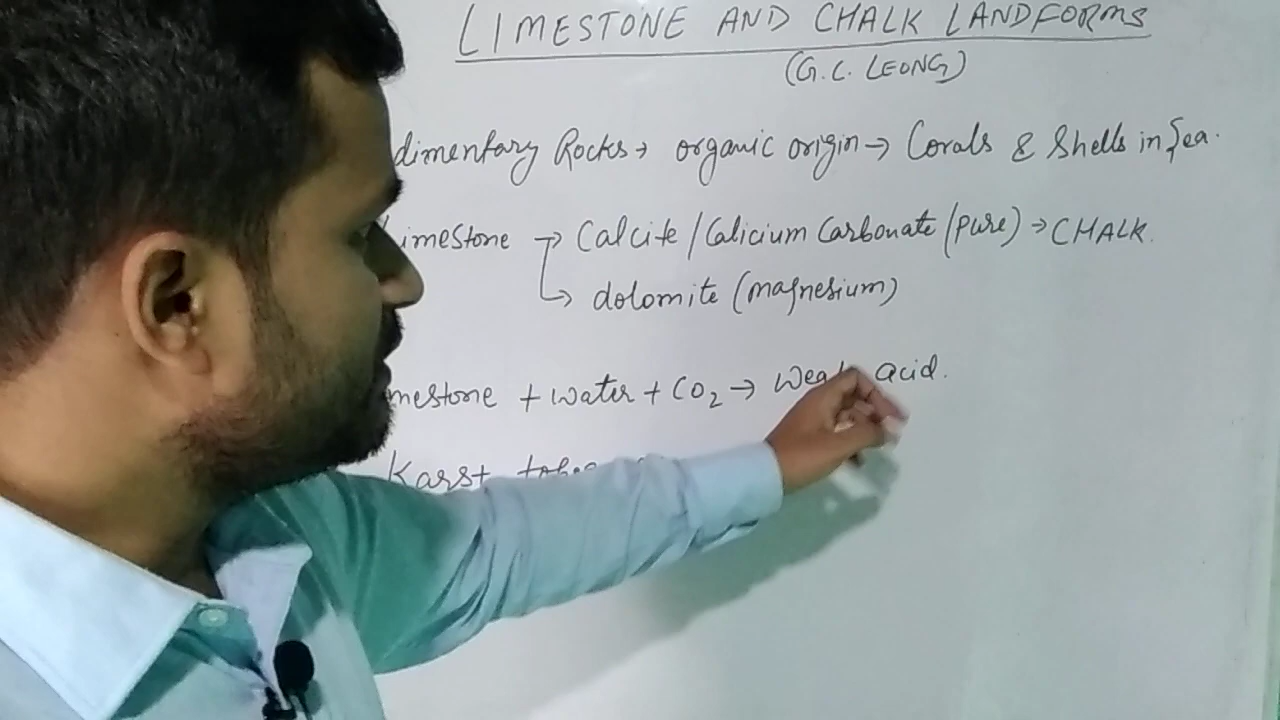 LIMESTONE AND CHALK LANDFORMS
(G.C. LEONG)
dimentary Rocks → organic origin → Corals & Shells in Sea.
imestone → Calcite / Calicium Carbonate (pure) → CHALK.
→ dolomite (magnesium)
mestone + water + CO2 → Weak acid.
Karst